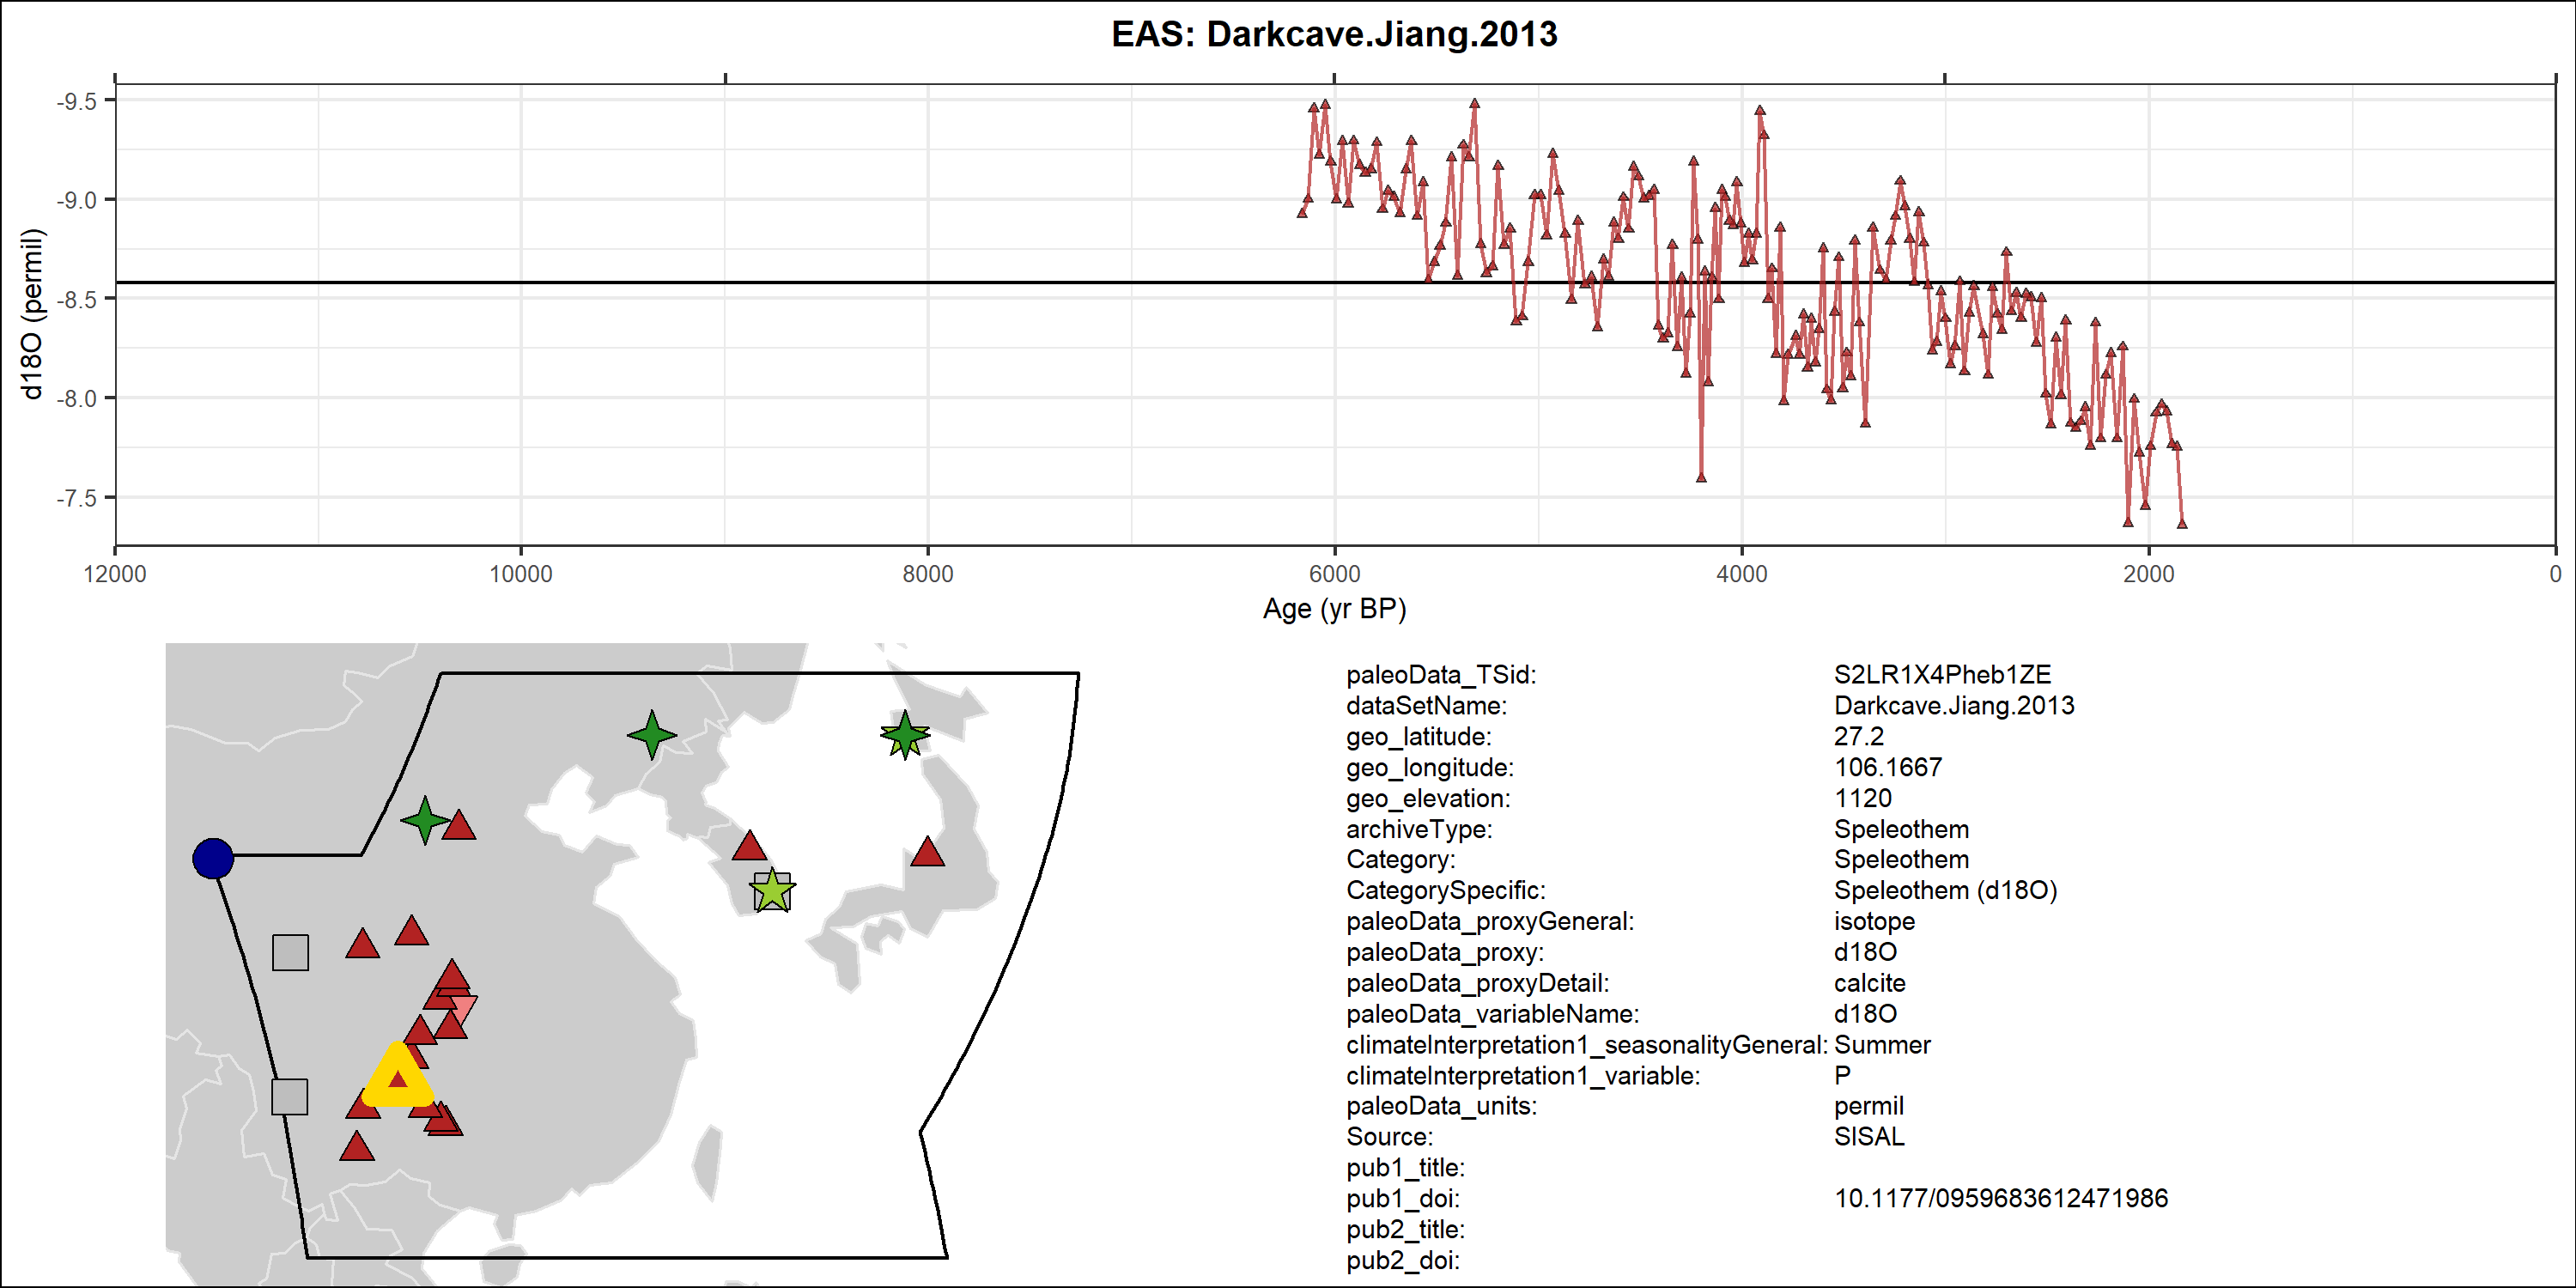 EAS: Darkcave.Jiang.2013
-9.5
-9.0
-8.5
-8.0
-7.5
d18O (permil)
12000 10000 8000 6000 4000 2000 0
Age (yr BP)
paleoData_TSid: S2LR1X4Pheb1ZE
dataSetName: Darkcave.Jiang.2013
geo_latitude: 27.2
geo_longitude: 106.1667
geo_elevation: 1120
archiveType: Speleothem
Category: Speleothem
CategorySpecific: Speleothem (d18O)
paleoData_proxyGeneral: isotope
paleoData_proxy: d18O
paleoData_proxyDetail: calcite
paleoData_variableName: d18O
climateInterpretation1_seasonalityGeneral: Summer
climateInterpretation1_variable: P
paleoData_units: permil
Source: SISAL
pub1_title:
pub1_doi: 10.1177/0959683612471986
pub2_title:
pub2_doi: